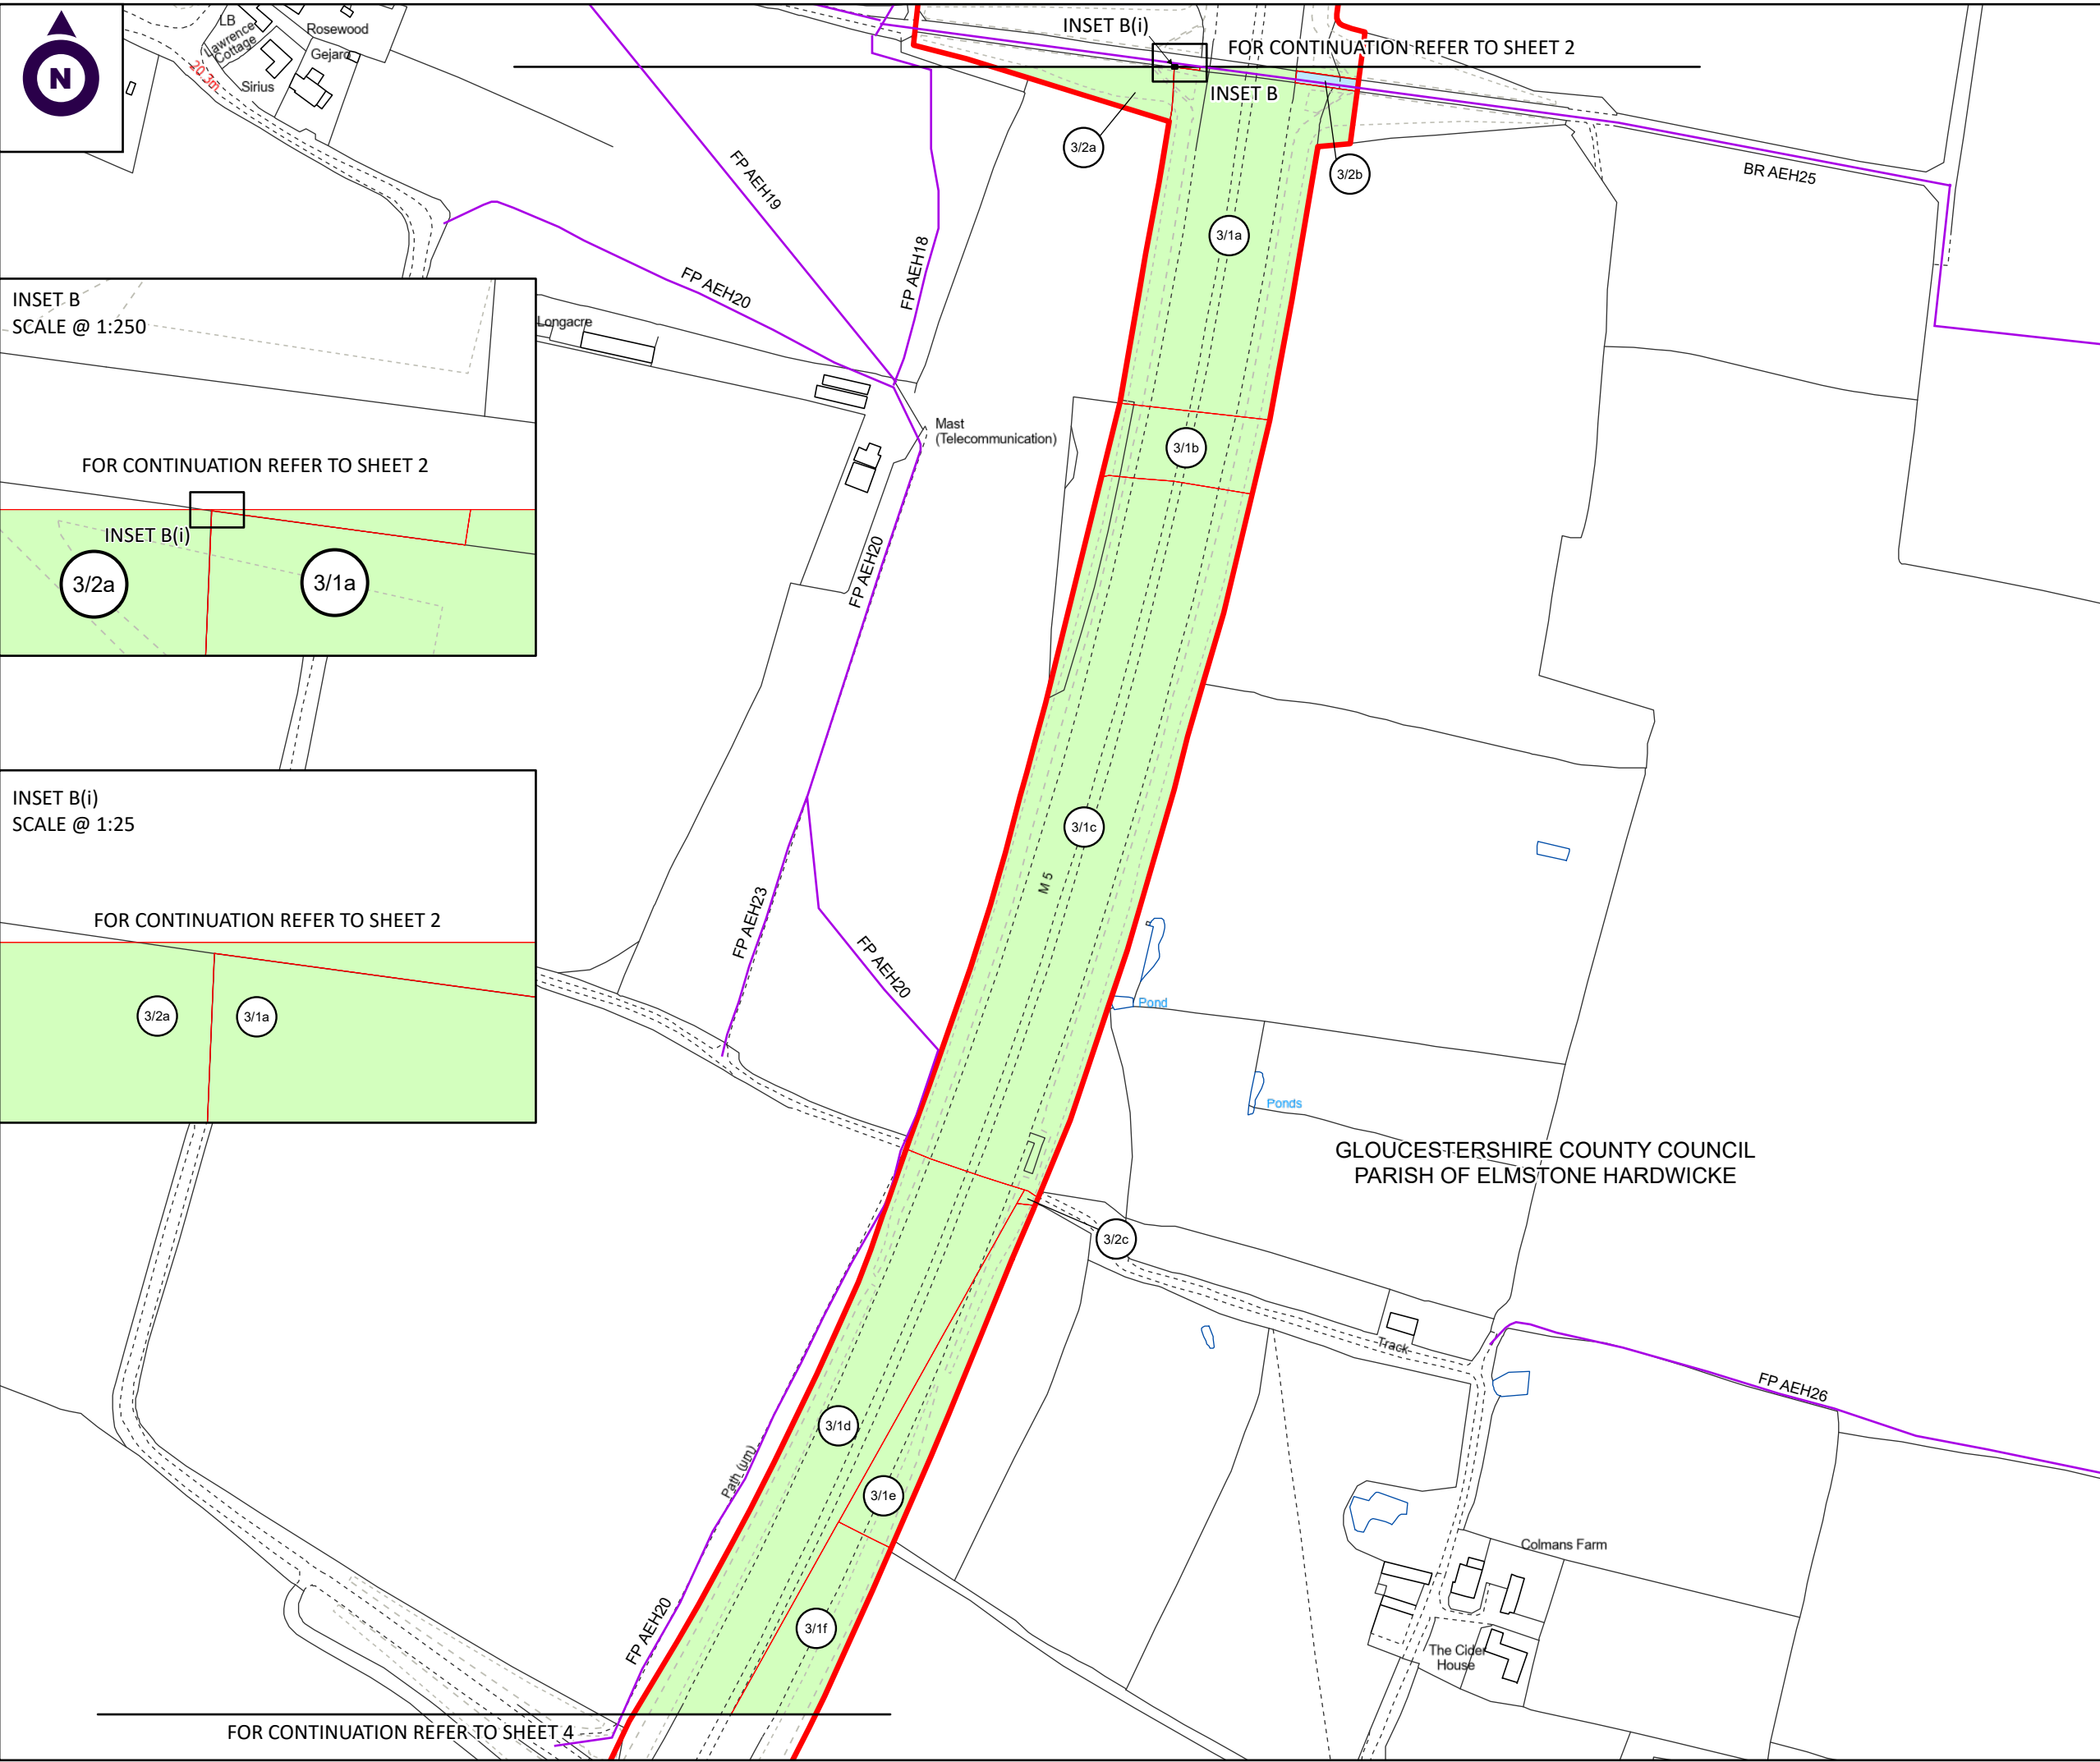 N
LB
Lawrence
Cottage
Rosewood
Gejaro
Sirius
20.3m
INSET B(i)
FOR CONTINUATION REFER TO SHEET 2
INSET B
3/2a
3/2b
3/1a
BR AEH25
FP AEH19
FP AEH18
FP AEH20
INSET B
SCALE @ 1:250
FOR CONTINUATION REFER TO SHEET 2
INSET B(i)
3/2a
3/1a
Longacre
Mast
(Telecommunication)
3/1b
FP AEH20
INSET B(i)
SCALE @ 1:25
FOR CONTINUATION REFER TO SHEET 2
3/2a
3/1a
3/1c
M 5
FP AEH23
FP AEH20
Pond
Ponds
GLOUCESTERSHIRE COUNTY COUNCIL
PARISH OF ELMSTONE HARDWICKE
3/2c
Track
FP AEH26
3/1d
Path (um)
3/1e
Colmans Farm
3/1f
FP AEH20
The Cider
House
FOR CONTINUATION REFER TO SHEET 4